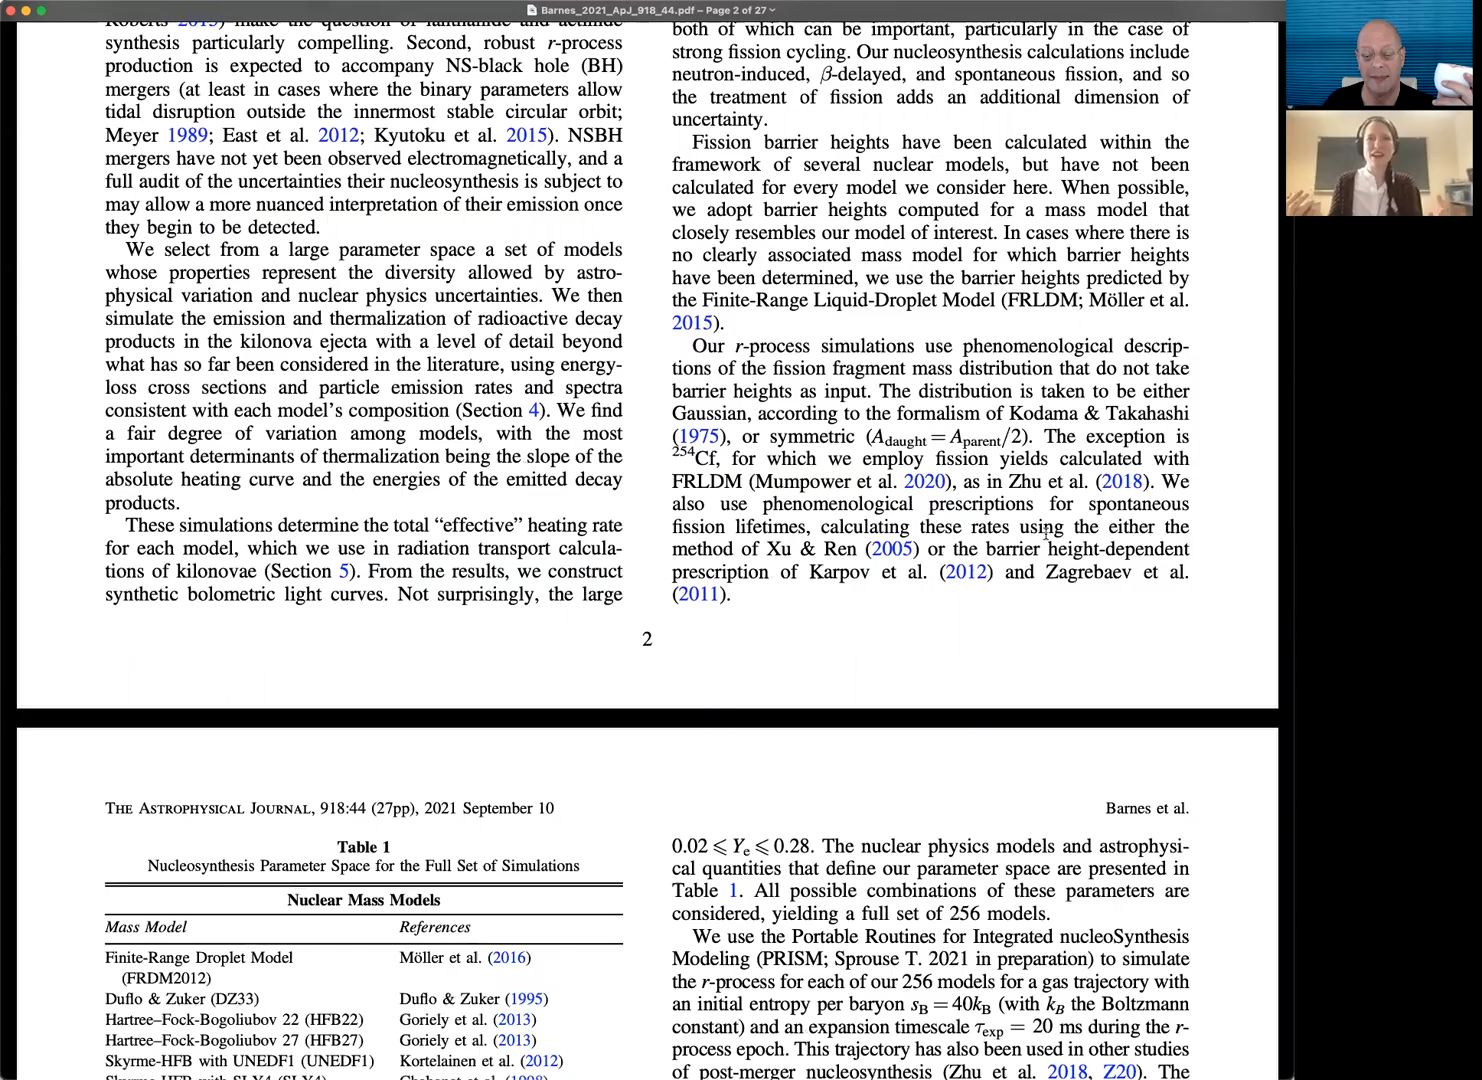 Barnes_2021_ApJ_918_44.pdf – Page 2 of 27
synthesis particularly compelling. Second, robust r-process
production is expected to accompany NS-black hole (BH)
mergers (at least in cases where the binary parameters allow
tidal disruption outside the innermost stable circular orbit;
Meyer 1989; East et al. 2012; Kyutoku et al. 2015). NSBH
mergers have not yet been observed electromagnetically, and a
full audit of the uncertainties their nucleosynthesis is subject to
may allow a more nuanced interpretation of their emission once
they begin to be detected.
We select from a large parameter space a set of models
whose properties represent the diversity allowed by astro-
physical variation and nuclear physics uncertainties. We then
simulate the emission and thermalization of radioactive decay
products in the kilonova ejecta with a level of detail beyond
what has so far been considered in the literature, using energy-
loss cross sections and particle emission rates and spectra
consistent with each model's composition (Section 4). We find
a fair degree of variation among models, with the most
important determinants of thermalization being the slope of the
absolute heating curve and the energies of the emitted decay
products.
These simulations determine the total “effective” heating rate
for each model, which we use in radiation transport calcula-
tions of kilonovae (Section 5). From the results, we construct
synthetic bolometric light curves. Not surprisingly, the large
both of which can be important, particularly in the case of
strong fission cycling. Our nucleosynthesis calculations include
neutron-induced, β-delayed, and spontaneous fission, and so
the treatment of fission adds an additional dimension of
uncertainty.
Fission barrier heights have been calculated within the
framework of several nuclear models, but have not been
calculated for every model we consider here. When possible,
we adopt barrier heights computed for a mass model that
closely resembles our model of interest. In cases where there is
no clearly associated mass model for which barrier heights
have been determined, we use the barrier heights predicted by
the Finite-Range Liquid-Droplet Model (FRLDM; Möller et al.
2015).
Our r-process simulations use phenomenological descrip-
tions of the fission fragment mass distribution that do not take
barrier heights as input. The distribution is taken to be either
Gaussian, according to the formalism of Kodama & Takahashi
(1975), or symmetric (A_daught = A_parent/2). The exception is
²⁵⁴Cf, for which we employ fission yields calculated with
FRLDM (Mumpower et al. 2020), as in Zhu et al. (2018). We
also use phenomenological prescriptions for spontaneous
fission lifetimes, calculating these rates using the either the
method of Xu & Ren (2005) or the barrier height-dependent
prescription of Karpov et al. (2012) and Zagrebaev et al.
(2011).
2
THE ASTROPHYSICAL JOURNAL, 918:44 (27pp), 2021 September 10
Barnes et al.
Table 1
Nucleosynthesis Parameter Space for the Full Set of Simulations
Nuclear Mass Models
Mass Model References
Finite-Range Droplet Model Möller et al. (2016)
(FRDM2012)
Duflo & Zuker (DZ33) Duflo & Zuker (1995)
Hartree–Fock-Bogoliubov 22 (HFB22) Goriely et al. (2013)
Hartree–Fock-Bogoliubov 27 (HFB27) Goriely et al. (2013)
Skyrme-HFB with UNEDF1 (UNEDF1) Kortelainen et al. (2012)
0.02 ⩽ Y_e ⩽ 0.28. The nuclear physics models and astrophysi-
cal quantities that define our parameter space are presented in
Table 1. All possible combinations of these parameters are
considered, yielding a full set of 256 models.
We use the Portable Routines for Integrated nucleoSynthesis
Modeling (PRISM; Sprouse T. 2021 in preparation) to simulate
the r-process for each of our 256 models for a gas trajectory with
an initial entropy per baryon s_B = 40k_B (with k_B the Boltzmann
constant) and an expansion timescale τ_exp = 20 ms during the r-
process epoch. This trajectory has also been used in other studies
of post-merger nucleosynthesis (Zhu et al. 2018, Z20). The